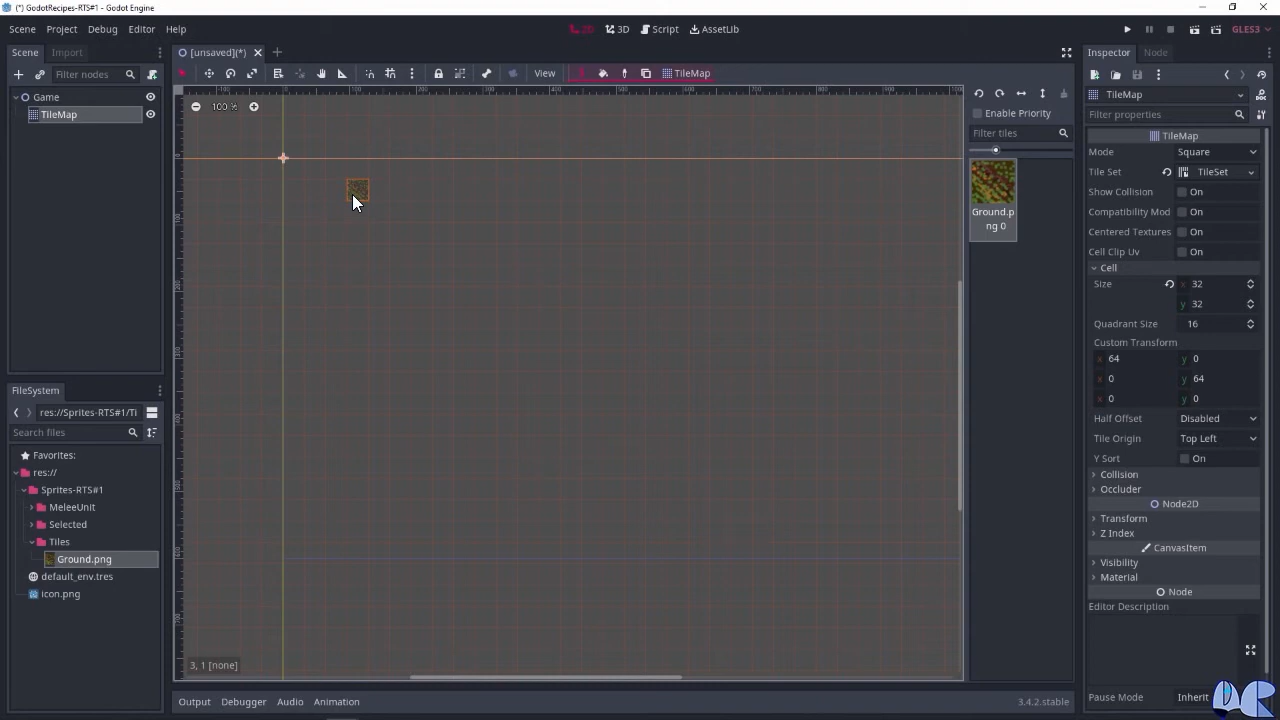 (*) GodotRecipes-RTS#1 - Godot Engine
Scene Project Debug Editor Help
2D 3D Script AssetLib
GLES3
Scene Import
Filter nodes
Game
TileMap
[unsaved](*)
View
TileMap
100 %
3, 1 [none]
Enable Priority
Filter tiles
Ground.p
ng 0
FileSystem
res://Sprites-RTS#1/Ti
Search files
Favorites:
res://
Sprites-RTS#1
MeleeUnit
Selected
Tiles
Ground.png
default_env.tres
icon.png
Output Debugger Audio Animation
3.4.2.stable
Inspector Node
TileMap
Filter properties
TileMap
Mode Square
Tile Set TileSet
Show Collision On
Compatibility Mod On
Centered Textures On
Cell Clip Uv On
Cell
Size x 32
y 32
Quadrant Size 16
Custom Transform
x 64 y 0
x 0 y 64
x 0 y 0
Half Offset Disabled
Tile Origin Top Left
Y Sort On
Collision
Occluder
Node2D
Transform
Z Index
CanvasItem
Visibility
Material
Node
Editor Description
Pause Mode Inherit